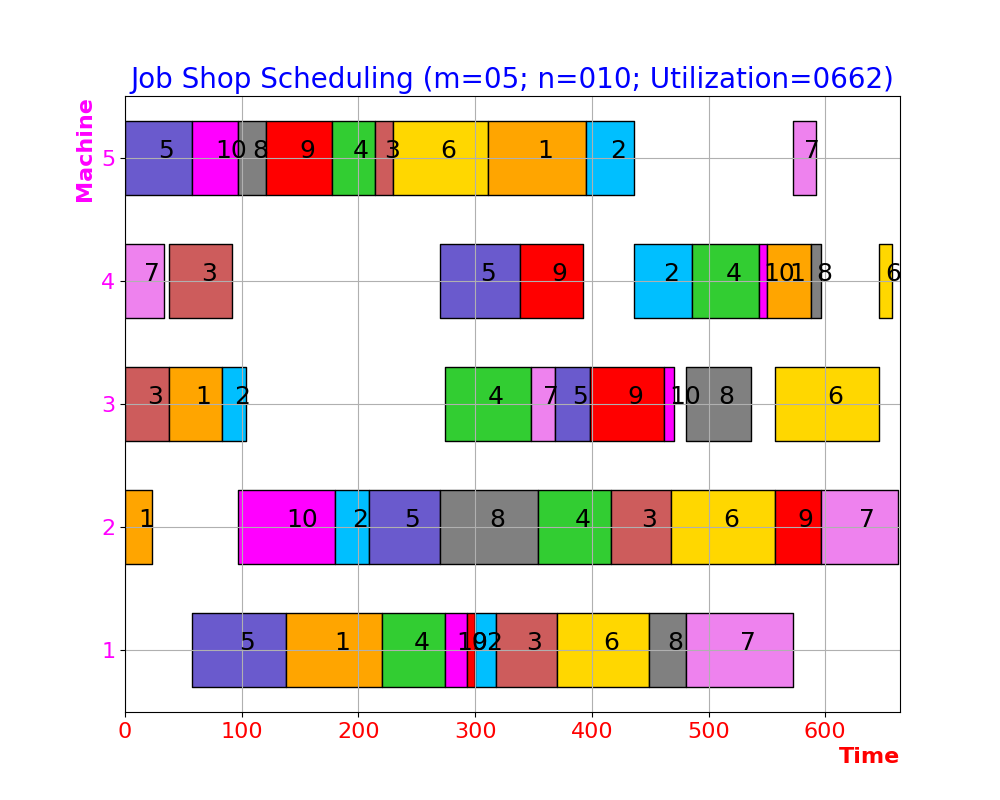 Job Shop Scheduling (m=05; n=010; Utilization=0662)
Machine
5
5 10 8 9 4 3 6 1 2 7
4
7 3 5 9 2 4 10 1 8 6
3
3 1 2 4 7 5 9 10 8 6
2
1 10 2 5 8 4 3 6 9 7
1
5 1 4 10 9 2 3 6 8 7
0 100 200 300 400 500 600
Time